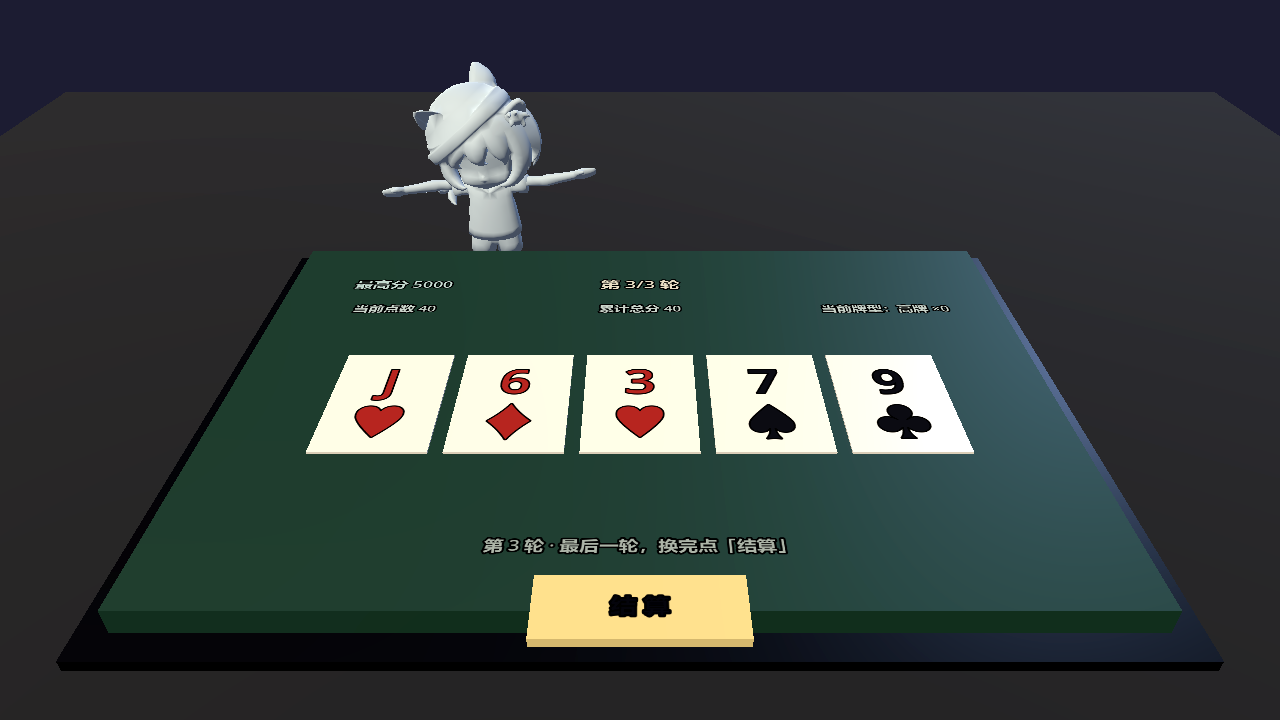 最高分 5000
第 3/3 轮
当前点数 40
累计总分 40
当前牌型：高牌 ×0
J
6
3
7
9
第 3 轮 · 最后一轮，换完点「结算」
结算